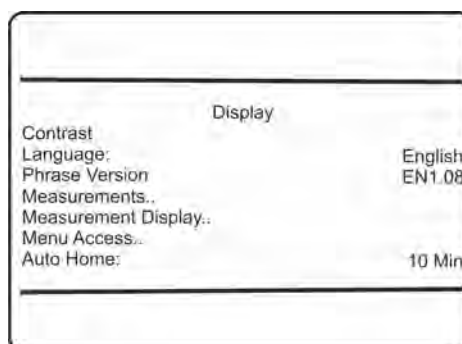 Display
Contrast
Language: English
Phrase Version EN1.08
Measurements..
Measurement Display..
Menu Access..
Auto Home: 10 Min